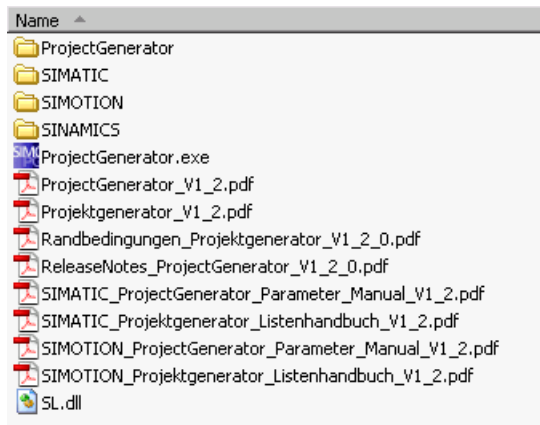 Name
ProjectGenerator
SIMATIC
SIMOTION
SINAMICS
ProjectGenerator.exe
ProjectGenerator_V1_2.pdf
Projektgenerator_V1_2.pdf
Randbedingungen_Projektgenerator_V1_2_0.pdf
ReleaseNotes_ProjectGenerator_V1_2_0.pdf
SIMATIC_ProjectGenerator_Parameter_Manual_V1_2.pdf
SIMATIC_Projektgenerator_Listenhandbuch_V1_2.pdf
SIMOTION_ProjectGenerator_Parameter_Manual_V1_2.pdf
SIMOTION_Projektgenerator_Listenhandbuch_V1_2.pdf
SL.dll